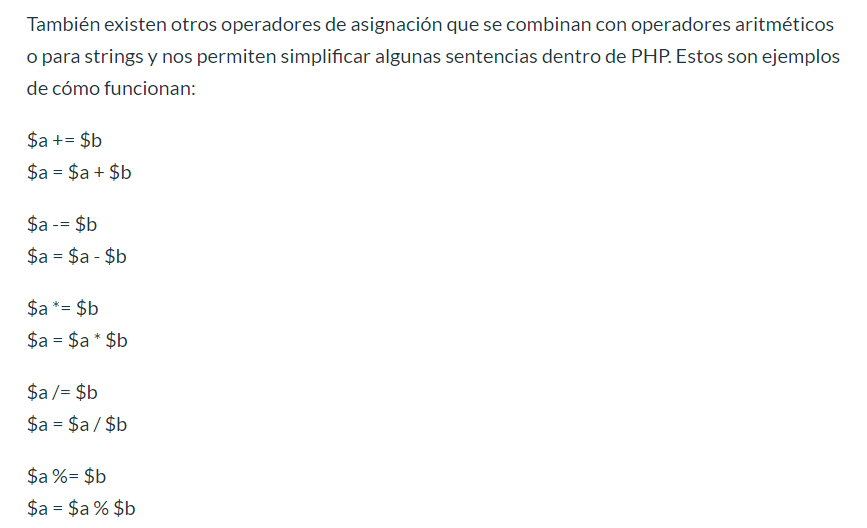 También existen otros operadores de asignación que se combinan con operadores aritméticos
o para strings y nos permiten simplificar algunas sentencias dentro de PHP. Estos son ejemplos
de cómo funcionan:
$a += $b
$a = $a + $b
$a -= $b
$a = $a - $b
$a *= $b
$a = $a * $b
$a /= $b
$a = $a / $b
$a %= $b
$a = $a % $b